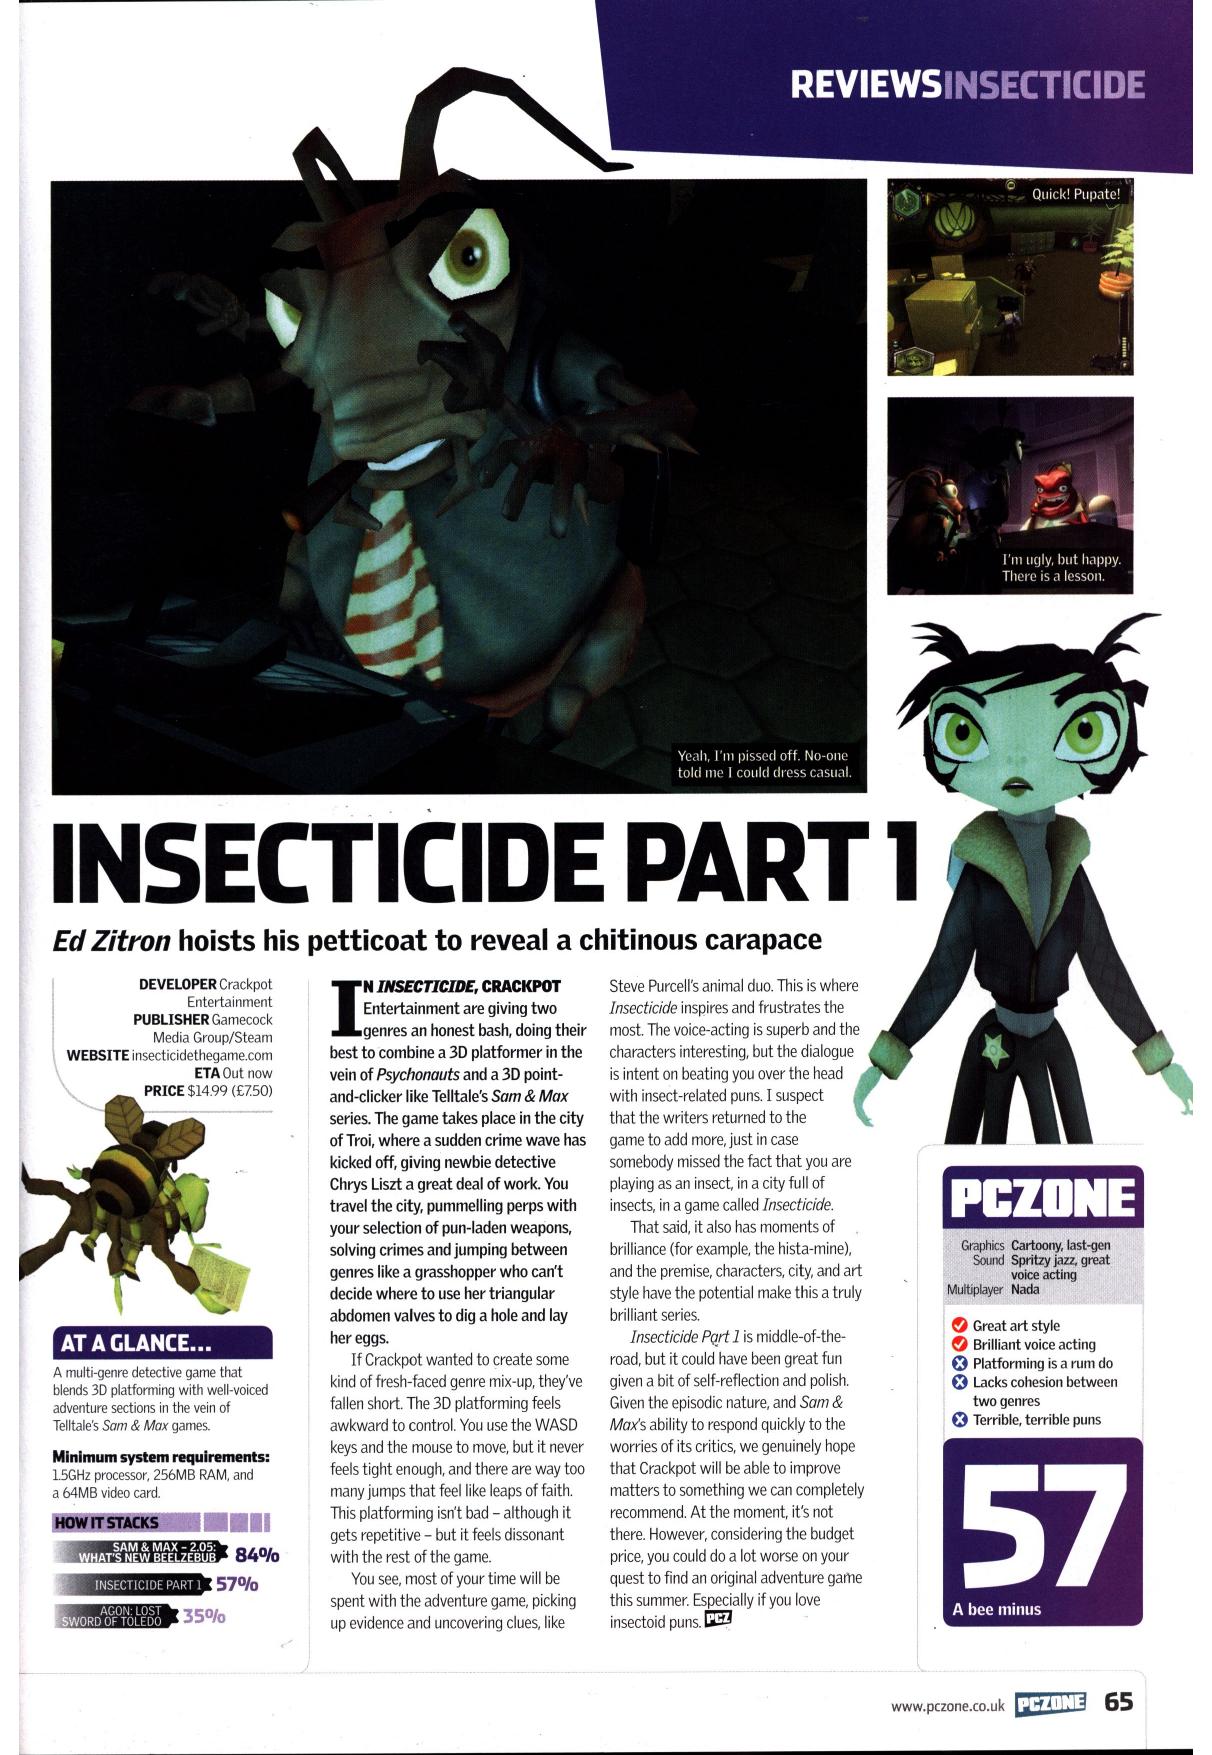 REVIEWSINSECTICIDE
Quick! Pupate!
I'm ugly, but happy.
There is a lesson.
Yeah, I'm pissed off. No-one
told me I could dress casual.
INSECTICIDE PART 1
Ed Zitron hoists his petticoat to reveal a chitinous carapace
DEVELOPER Crackpot
Entertainment
PUBLISHER Gamecock
Media Group/Steam
WEBSITE insecticidethegame.com
ETA Out now
PRICE $14.99 (£7.50)
AT A GLANCE...
A multi-genre detective game that
blends 3D platforming with well-voiced
adventure sections in the vein of
Telltale's Sam & Max games.
Minimum system requirements:
1.5GHz processor, 256MB RAM, and
a 64MB video card.
HOW IT STACKS
SAM & MAX – 2.05:
WHAT'S NEW BEELZEBUB 84%
INSECTICIDE PART 1 57%
AGON: LOST
SWORD OF TOLEDO 35%
IN INSECTICIDE, CRACKPOT
Entertainment are giving two
genres an honest bash, doing their
best to combine a 3D platformer in the
vein of Psychonauts and a 3D point-
and-clicker like Telltale's Sam & Max
series. The game takes place in the city
of Troi, where a sudden crime wave has
kicked off, giving newbie detective
Chrys Liszt a great deal of work. You
travel the city, pummelling perps with
your selection of pun-laden weapons,
solving crimes and jumping between
genres like a grasshopper who can't
decide where to use her triangular
abdomen valves to dig a hole and lay
her eggs.
If Crackpot wanted to create some
kind of fresh-faced genre mix-up, they've
fallen short. The 3D platforming feels
awkward to control. You use the WASD
keys and the mouse to move, but it never
feels tight enough, and there are way too
many jumps that feel like leaps of faith.
This platforming isn't bad – although it
gets repetitive – but it feels dissonant
with the rest of the game.
You see, most of your time will be
spent with the adventure game, picking
up evidence and uncovering clues, like
Steve Purcell's animal duo. This is where
Insecticide inspires and frustrates the
most. The voice-acting is superb and the
characters interesting, but the dialogue
is intent on beating you over the head
with insect-related puns. I suspect
that the writers returned to the
game to add more, just in case
somebody missed the fact that you are
playing as an insect, in a city full of
insects, in a game called Insecticide.
That said, it also has moments of
brilliance (for example, the hista-mine),
and the premise, characters, city, and art
style have the potential make this a truly
brilliant series.
Insecticide Part 1 is middle-of-the-
road, but it could have been great fun
given a bit of self-reflection and polish.
Given the episodic nature, and Sam &
Max's ability to respond quickly to the
worries of its critics, we genuinely hope
that Crackpot will be able to improve
matters to something we can completely
recommend. At the moment, it's not
there. However, considering the budget
price, you could do a lot worse on your
quest to find an original adventure game
this summer. Especially if you love
insectoid puns. PCZ
PCZONE
Graphics Cartoony, last-gen
Sound Spritzy jazz, great
voice acting
Multiplayer Nada
Great art style
Brilliant voice acting
Platforming is a rum do
Lacks cohesion between
two genres
Terrible, terrible puns
57
A bee minus
www.pczone.co.uk PCZONE 65